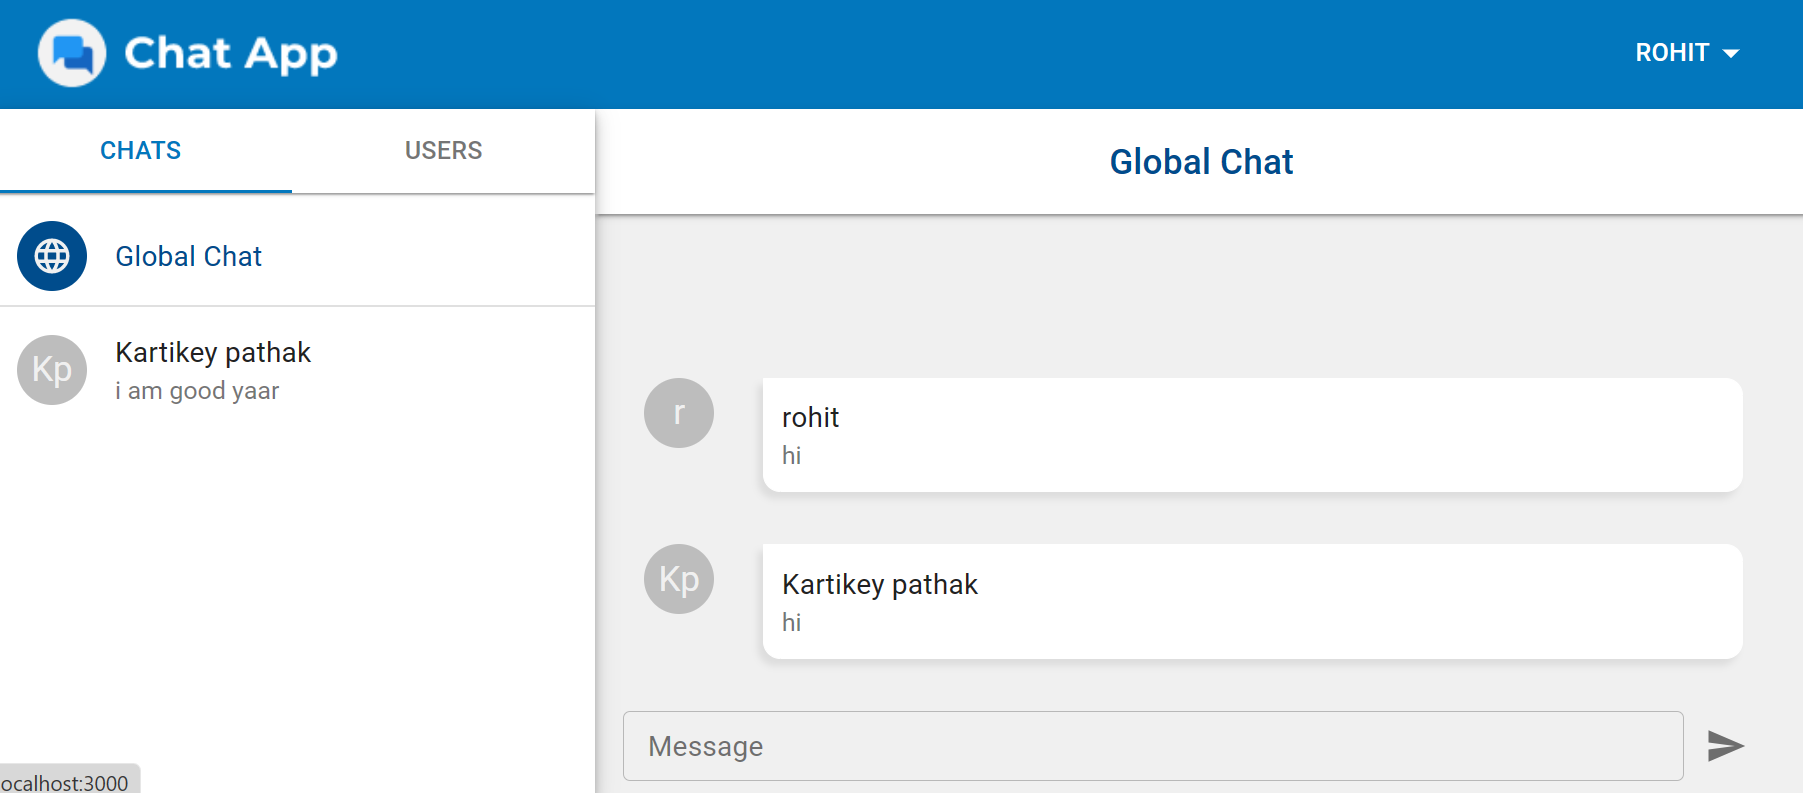 Chat App
ROHIT
CHATS
USERS
Global Chat
Kp
Kartikey pathak
i am good yaar
Global Chat
r
rohit
hi
Kp
Kartikey pathak
hi
Message
ocalhost:3000